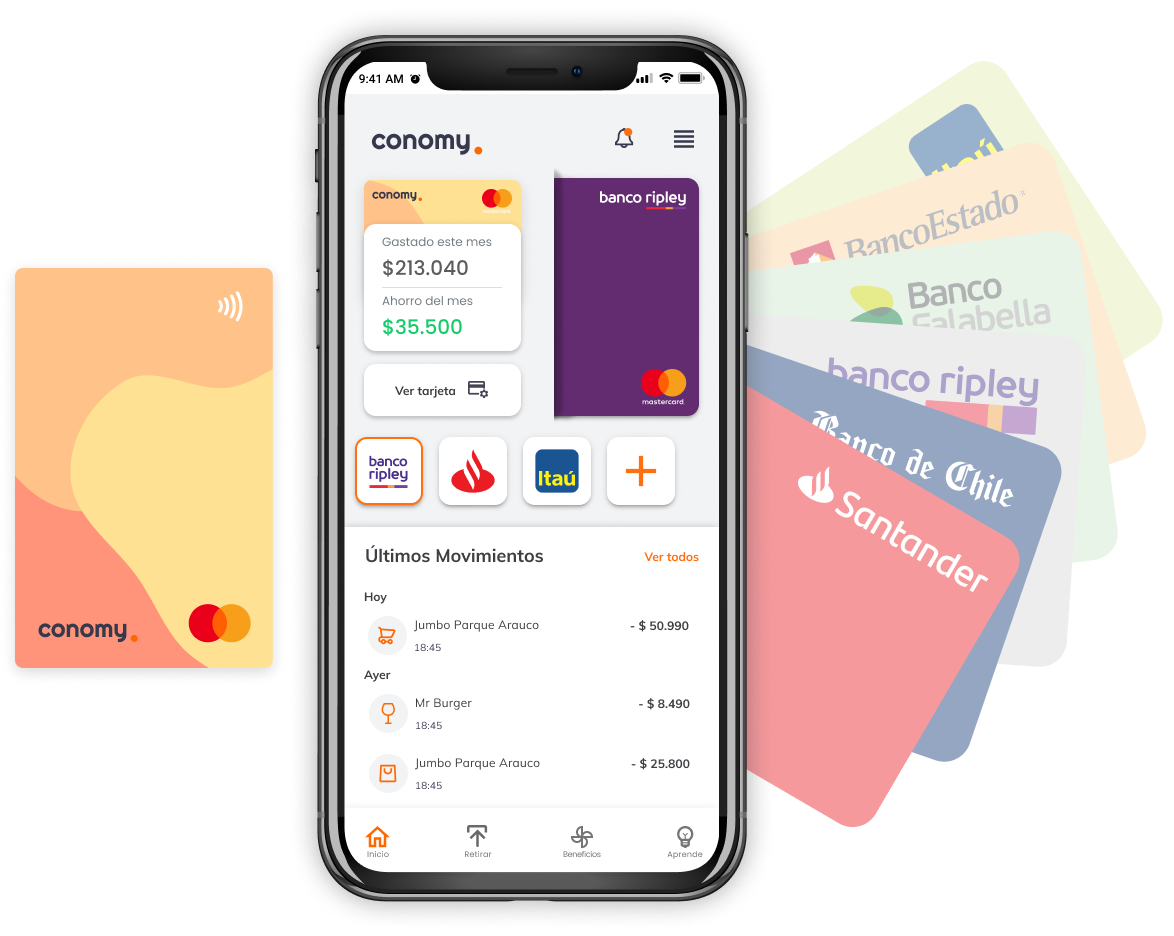 9:41 AM
conomy.
conomy.
mastercard
Gastado este mes
$213.040
Ahorro del mes
$35.500
Ver tarjeta
banco ripley
mastercard
banco
ripley
Itaú
Últimos Movimientos
Ver todos
Hoy
Jumbo Parque Arauco
- $ 50.990
18:45
Ayer
Mr Burger
- $ 8.490
18:45
Jumbo Parque Arauco
- $ 25.800
18:45
Inicio
Retirar
Beneficios
Aprende
conomy.
Itaú
BancoEstado
Banco
Falabella
banco ripley
Banco de Chile
Santander